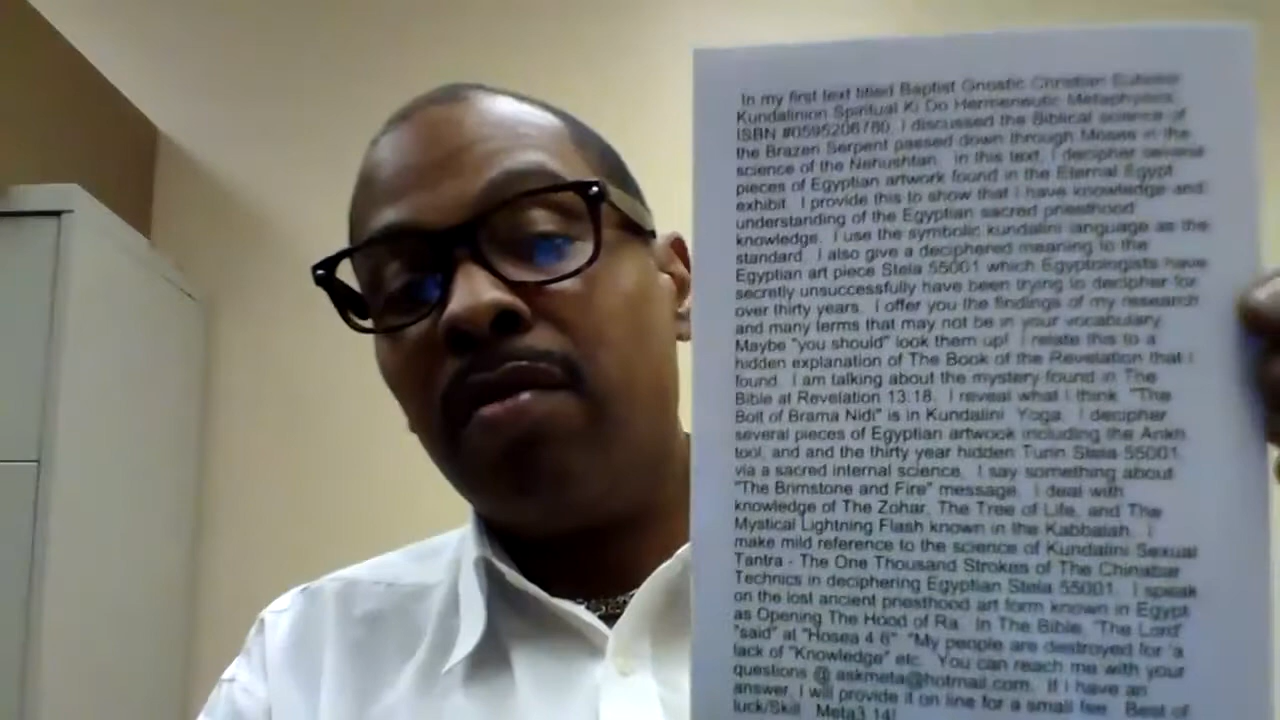 In my first text titled Baptist Gnostic Christian Eubonic
Kundalinion Spiritual Ki Do Hermeneutic Metaphysics
ISBN #0595206780, I discussed the Biblical science of
the Brazen Serpent passed down through Moses in the
science of the Nehushtan. In this text, I decipher several
pieces of Egyptian artwork found in the Eternal Egypt
exhibit. I provide this to show that I have knowledge and
understanding of the Egyptian sacred priesthood
knowledge. I use the symbolic kundalini language as the
standard. I also give a deciphered meaning to the
Egyptian art piece Stela 55001 which Egyptologists have
secretly unsuccessfully have been trying to decipher for
over thirty years. I offer you the findings of my research
and many terms that may not be in your vocabulary.
Maybe "you should" look them up! I relate this to a
hidden explanation of The Book of the Revelation that I
found. I am talking about the mystery found in The
Bible at Revelation 13:18. I reveal what I think "The
Bolt of Brama Nidi" is in Kundalini Yoga. I decipher
several pieces of Egyptian artwook including the Ankh
tool, and and the thirty year hidden Turin Stela 55001
via a sacred internal science. I say something about
"The Brimstone and Fire" message. I deal with
knowledge of The Zohar, The Tree of Life, and The
Mystical Lightning Flash known in the Kabbalah. I
make mild reference to the science of Kundalini Sexual
Tantra - The One Thousand Strokes of The Chinatiar
Technics in deciphering Egyptian Stela 55001. I speak
on the lost ancient priesthood art form known in Egypt
as Opening The Hood of Ra. In The Bible, "The Lord"
"said" at "Hosea 4:6" "My people are destroyed for 'a
lack of "Knowledge" etc. You can reach me with your
questions @ askmeta@hotmail.com. If I have an
answer, I will provide it on line for a small fee. Best of
luck/Skill. Meta3.14!